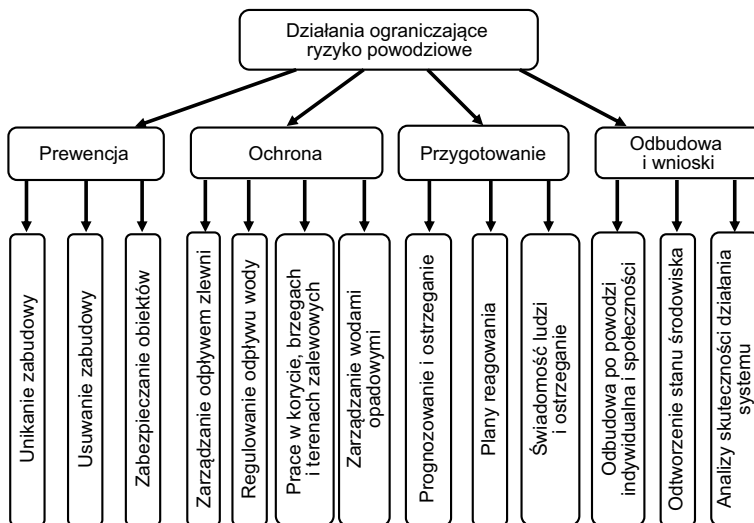 Działania ograniczające
ryzyko powodziowe
Prewencja
Ochrona
Przygotowanie
Odbudowa
i wnioski
Unikanie zabudowy
Usuwanie zabudowy
Zabezpieczanie obiektów
Zarządzanie odpływem zlewni
Regulowanie odpływu wody
Prace w korycie, brzegach
i terenach zalewowych
Zarządzanie wodami
opadowymi
Prognozowanie i ostrzeganie
Plany reagowania
Świadomość ludzi
i ostrzeganie
Odbudowa po powodzi
indywidualna i społeczności
Odtworzenie stanu środowiska
Analizy skuteczności działania
systemu